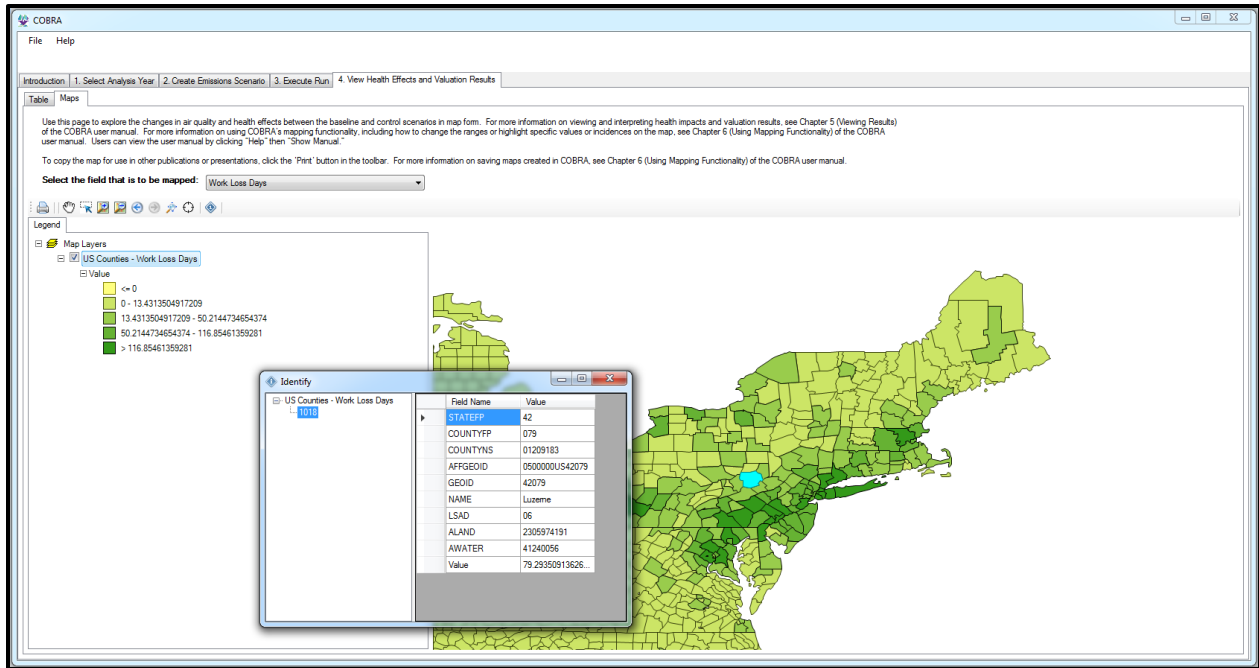 COBRA
File Help
Introduction 1. Select Analysis Year 2. Create Emissions Scenario 3. Execute Run 4. View Health Effects and Valuation Results
Table Maps
Use this page to explore the changes in air quality and health effects between the baseline and control scenarios in map form. For more information on viewing and interpreting health impacts and valuation results, see Chapter 5 (Viewing Results)
of the COBRA user manual. For more information on using COBRA's mapping functionality, including how to change the ranges or highlight specific values or incidences on the map, see Chapter 6 (Using Mapping Functionality) of the COBRA
user manual. Users can view the user manual by clicking "Help" then "Show Manual."
To copy the map for use in other publications or presentations, click the 'Print' button in the toolbar. For more information on saving maps created in COBRA, see Chapter 6 (Using Mapping Functionality) of the COBRA user manual.
Select the field that is to be mapped: Work Loss Days
Legend
Map Layers
US Counties - Work Loss Days
Value
<= 0
0 - 13.4313504917209
13.4313504917209 - 50.2144734654374
50.2144734654374 - 116.85461359281
> 116.85461359281
Identify
US Counties - Work Loss Days
1018
Field Name Value
STATEFP 42
COUNTYFP 079
COUNTYNS 01209183
AFFGEOID 0500000US42079
GEOID 42079
NAME Luzerne
LSAD 06
ALAND 2305974191
AWATER 41240056
Value 79.29350913626...